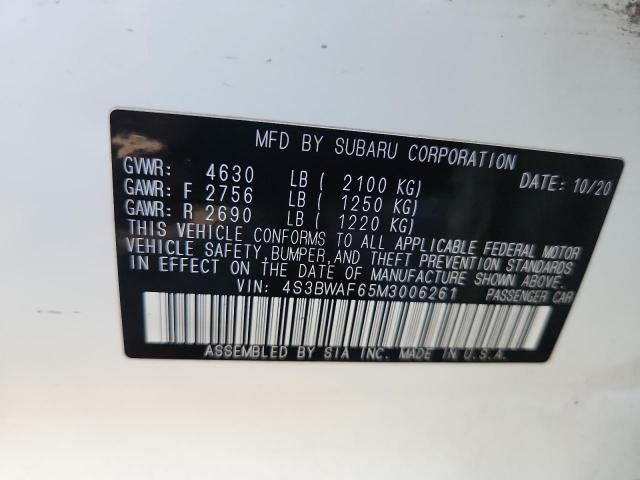 MFD BY SUBARU CORPORATION
GVWR: 4630 LB ( 2100 KG) DATE: 10/20
GAWR: F 2756 LB ( 1250 KG)
GAWR: R 2690 LB ( 1220 KG)
THIS VEHICLE CONFORMS TO ALL APPLICABLE FEDERAL MOTOR
VEHICLE SAFETY, BUMPER, AND THEFT PREVENTION STANDARDS
IN EFFECT ON THE DATE OF MANUFACTURE SHOWN ABOVE.
VIN: 4S3BWAF65M3006261 PASSENGER CAR
ASSEMBLED BY SIA INC. MADE IN U.S.A.